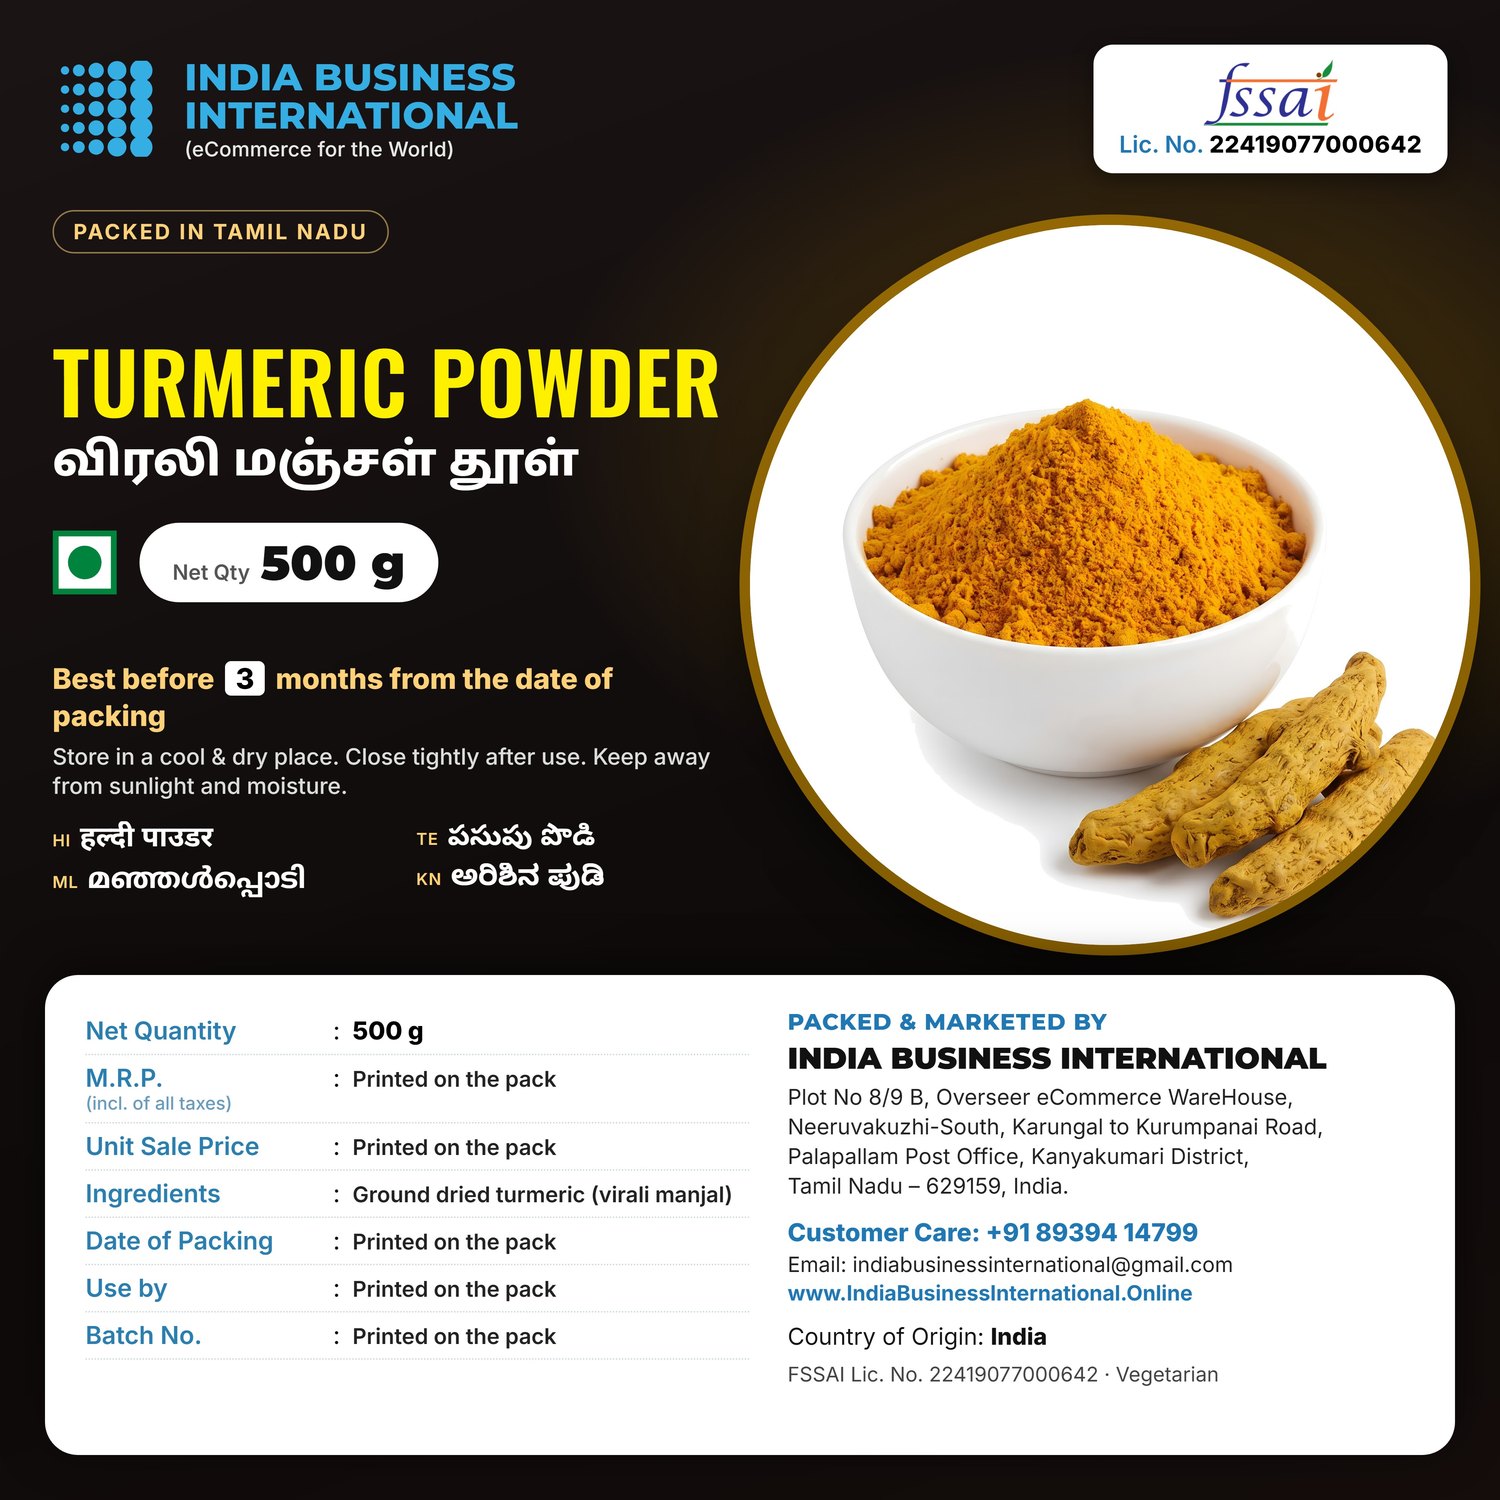 INDIA BUSINESS
INTERNATIONAL
(eCommerce for the World)
fssai
Lic. No. 22419077000642
PACKED IN TAMIL NADU
TURMERIC POWDER
விரலி மஞ்சள் தூள்
Net Qty 500 g
Best before 3 months from the date of
packing
Store in a cool & dry place. Close tightly after use. Keep away
from sunlight and moisture.
HI हल्दी पाउडर
TE పసుపు పొడి
ML മഞ്ഞൾപ്പൊടി
KN ಅರಿಶಿನ ಪುಡಿ
Net Quantity : 500 g
M.R.P. : Printed on the pack
(incl. of all taxes)
Unit Sale Price : Printed on the pack
Ingredients : Ground dried turmeric (virali manjal)
Date of Packing : Printed on the pack
Use by : Printed on the pack
Batch No. : Printed on the pack
PACKED & MARKETED BY
INDIA BUSINESS INTERNATIONAL
Plot No 8/9 B, Overseer eCommerce WareHouse,
Neeruvakuzhi-South, Karungal to Kurumpanai Road,
Palapallam Post Office, Kanyakumari District,
Tamil Nadu – 629159, India.
Customer Care: +91 89394 14799
Email: indiabusinessinternational@gmail.com
www.IndiaBusinessInternational.Online
Country of Origin: India
FSSAI Lic. No. 22419077000642 · Vegetarian